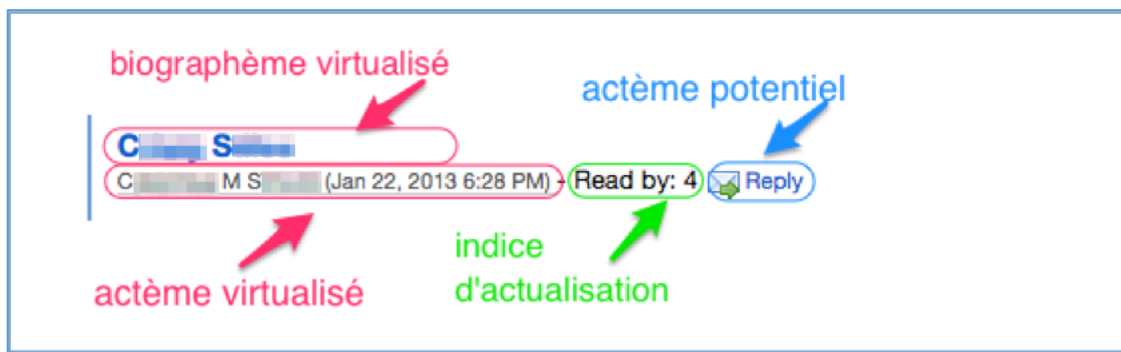 biographème virtualisé
actème potentiel
C S
C M S (Jan 22, 2013 6:28 PM) - Read by: 4 Reply
indice
d'actualisation
actème virtualisé